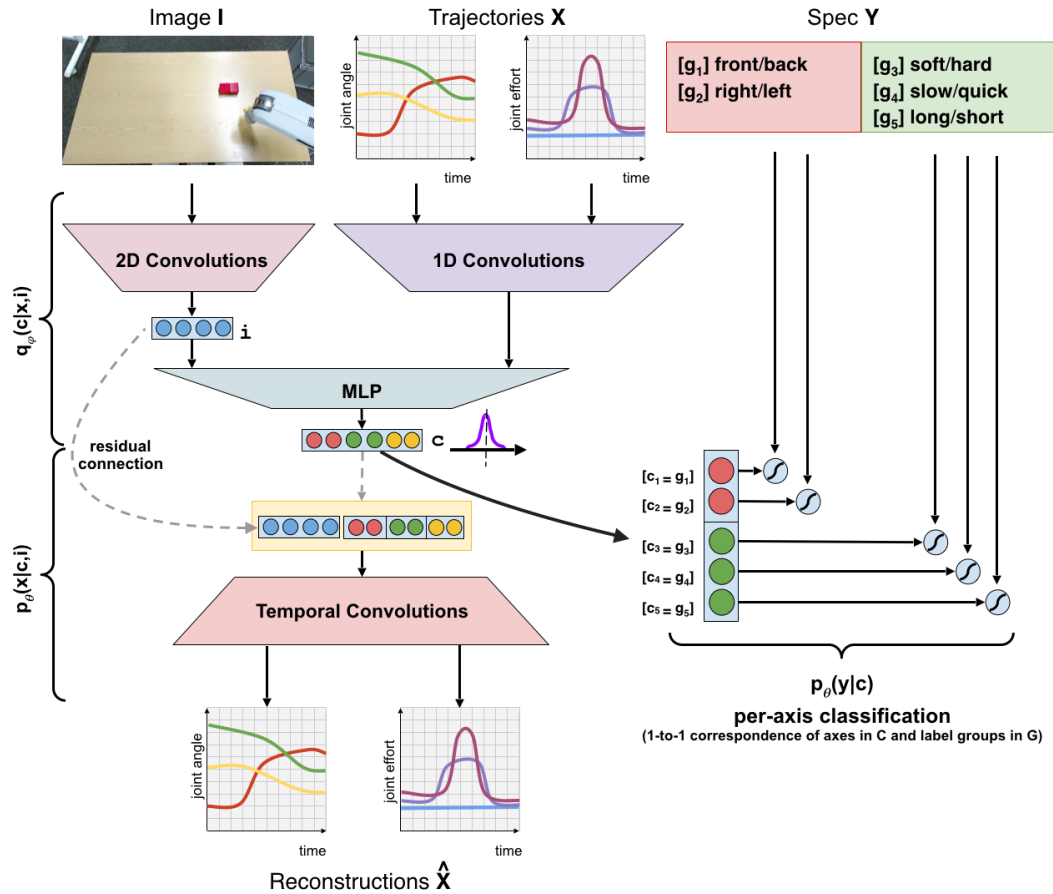 Image I
Trajectories X
Spec Y
joint angle
time
joint effort
time
[g₁] front/back
[g₂] right/left
[g₃] soft/hard
[g₄] slow/quick
[g₅] long/short
2D Convolutions
1D Convolutions
q_φ(c|x,i)
i
MLP
c
residual
connection
[c₁ = g₁]
[c₂ = g₂]
[c₃ = g₃]
[c₄ = g₄]
[c₅ = g₅]
p_θ(x|c,i)
Temporal Convolutions
p_θ(y|c)
per-axis classification
(1-to-1 correspondence of axes in C and label groups in G)
joint angle
time
joint effort
time
Reconstructions X̂